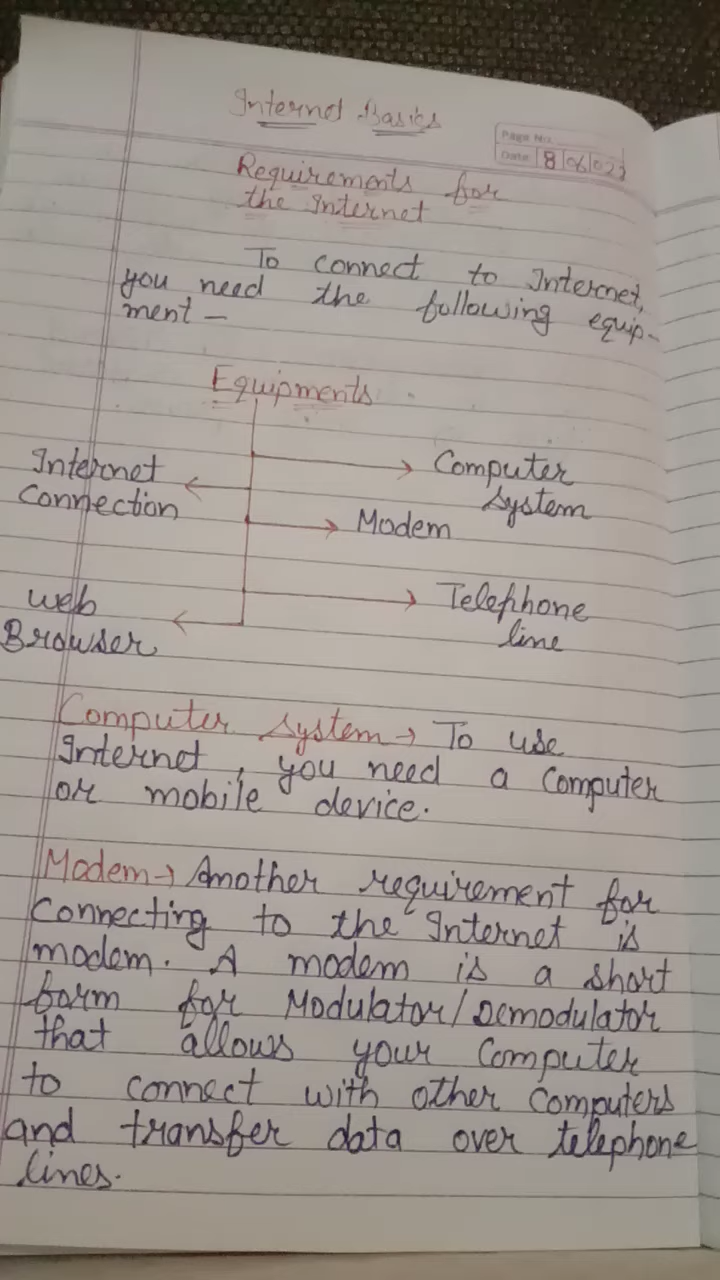 Internet Basics
Page No.
Date 8 06 023
Requirements for
the Internet
To connect to Internet,
you need the following equip-
ment -
Equipments
Internet
Connection
Computer
System
Modem
Web
Browser
Telephone
line
Computer System → To use
Internet, you need a Computer
or mobile device.
Modem → Another requirement for
Connecting to the Internet is
modem. A modem is a short
form for Modulator/Demodulator
that allows your Computer
to connect with other Computers
and transfer data over telephone
lines.